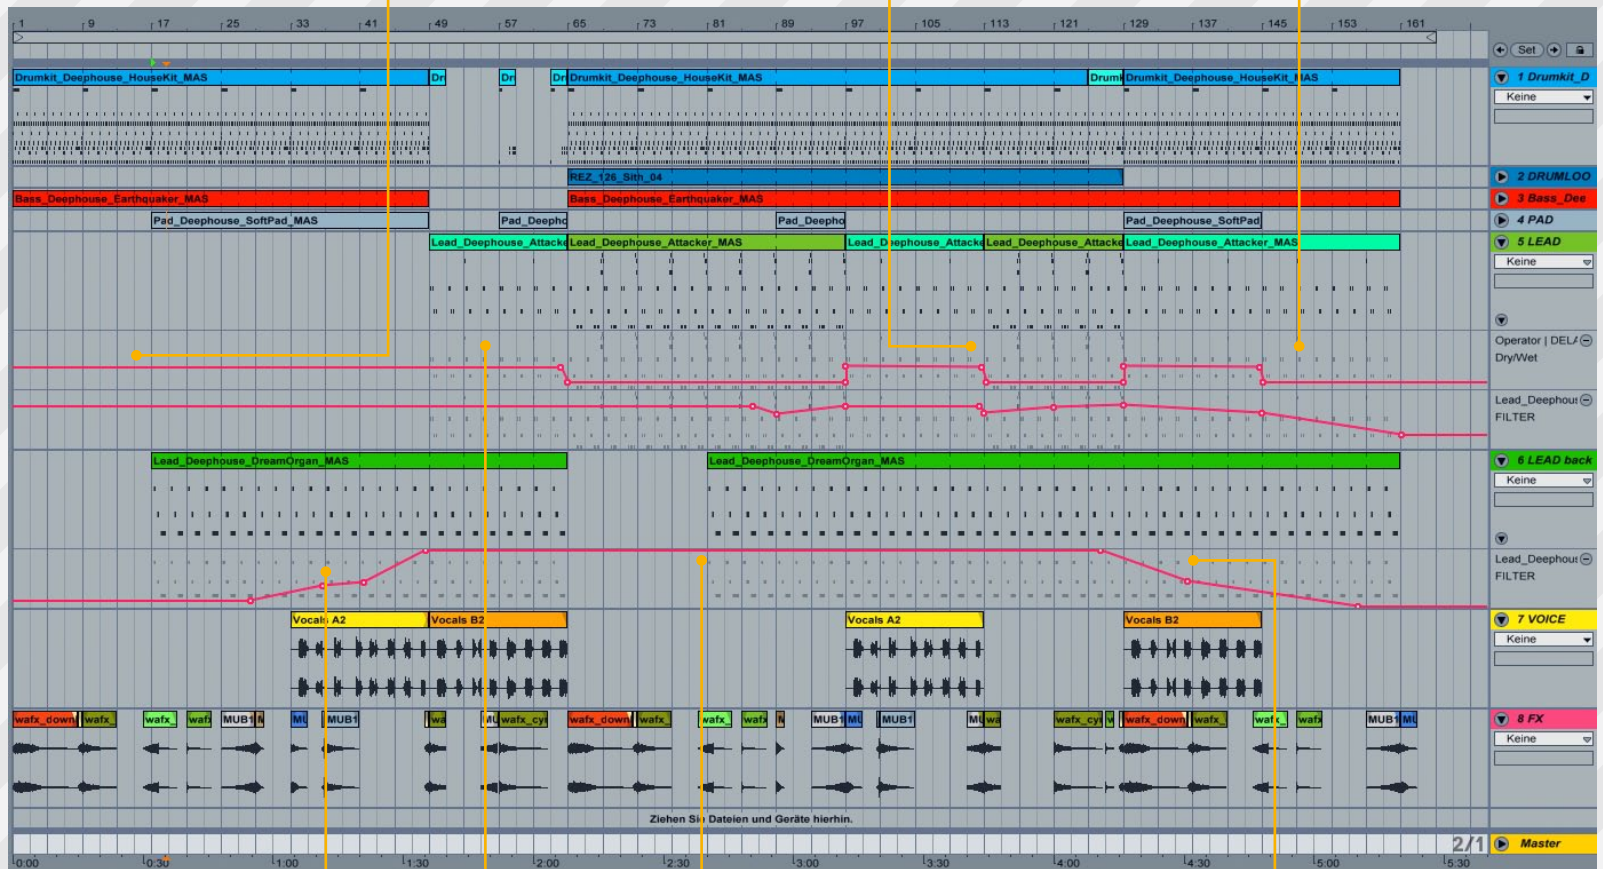 1 9 17 25 33 41 49 57 65 73 81 89 97 105 113 121 129 137 145 153 161
Set
Drumkit_Deephouse_HouseKit_MAS Dr Dr Dr Drumkit_Deephouse_HouseKit_MAS Drum Drumkit_Deephouse_HouseKit_MAS 1 Drumkit_D
Keine
REZ_126_Sith_04 2 DRUMLOO
Bass_Deephouse_Earthquaker_MAS Bass_Deephouse_Earthquaker_MAS 3 Bass_Dee
Pad_Deephouse_SoftPad_MAS Pad_Deepho Pad_Deepho Pad_Deephouse_SoftPad 4 PAD
Lead_Deephouse_Attacke Lead_Deephouse_Attacker_MAS Lead_Deephouse_Attacke Lead_Deephouse_Attacke Lead_Deephouse_Attacker_MAS 5 LEAD
Keine
Operator | DEL
Dry/Wet
Lead_Deephou
FILTER
Lead_Deephouse_DreamOrgan_MAS Lead_Deephouse_DreamOrgan_MAS 6 LEAD back
Keine
Lead_Deephou
FILTER
Vocals A2 Vocals B2 Vocals A2 Vocals B2 7 VOICE
Keine
wafx_down wafx_ wafx_ wafx MUB1 M MU MUB1 wa MU wafx_cy wafx_down wafx_ wafx_ wafx M MUB1 MU MUB1 MU wa wafx_cy w wafx_down wafx_ wafx_ wafx MUB1 MU 8 FX
Keine
Ziehen Sie Dateien und Geräte hierhin.
2/1 Master
0:00 0:30 1:00 1:30 2:00 2:30 3:00 3:30 4:00 4:30 5:00 5:30